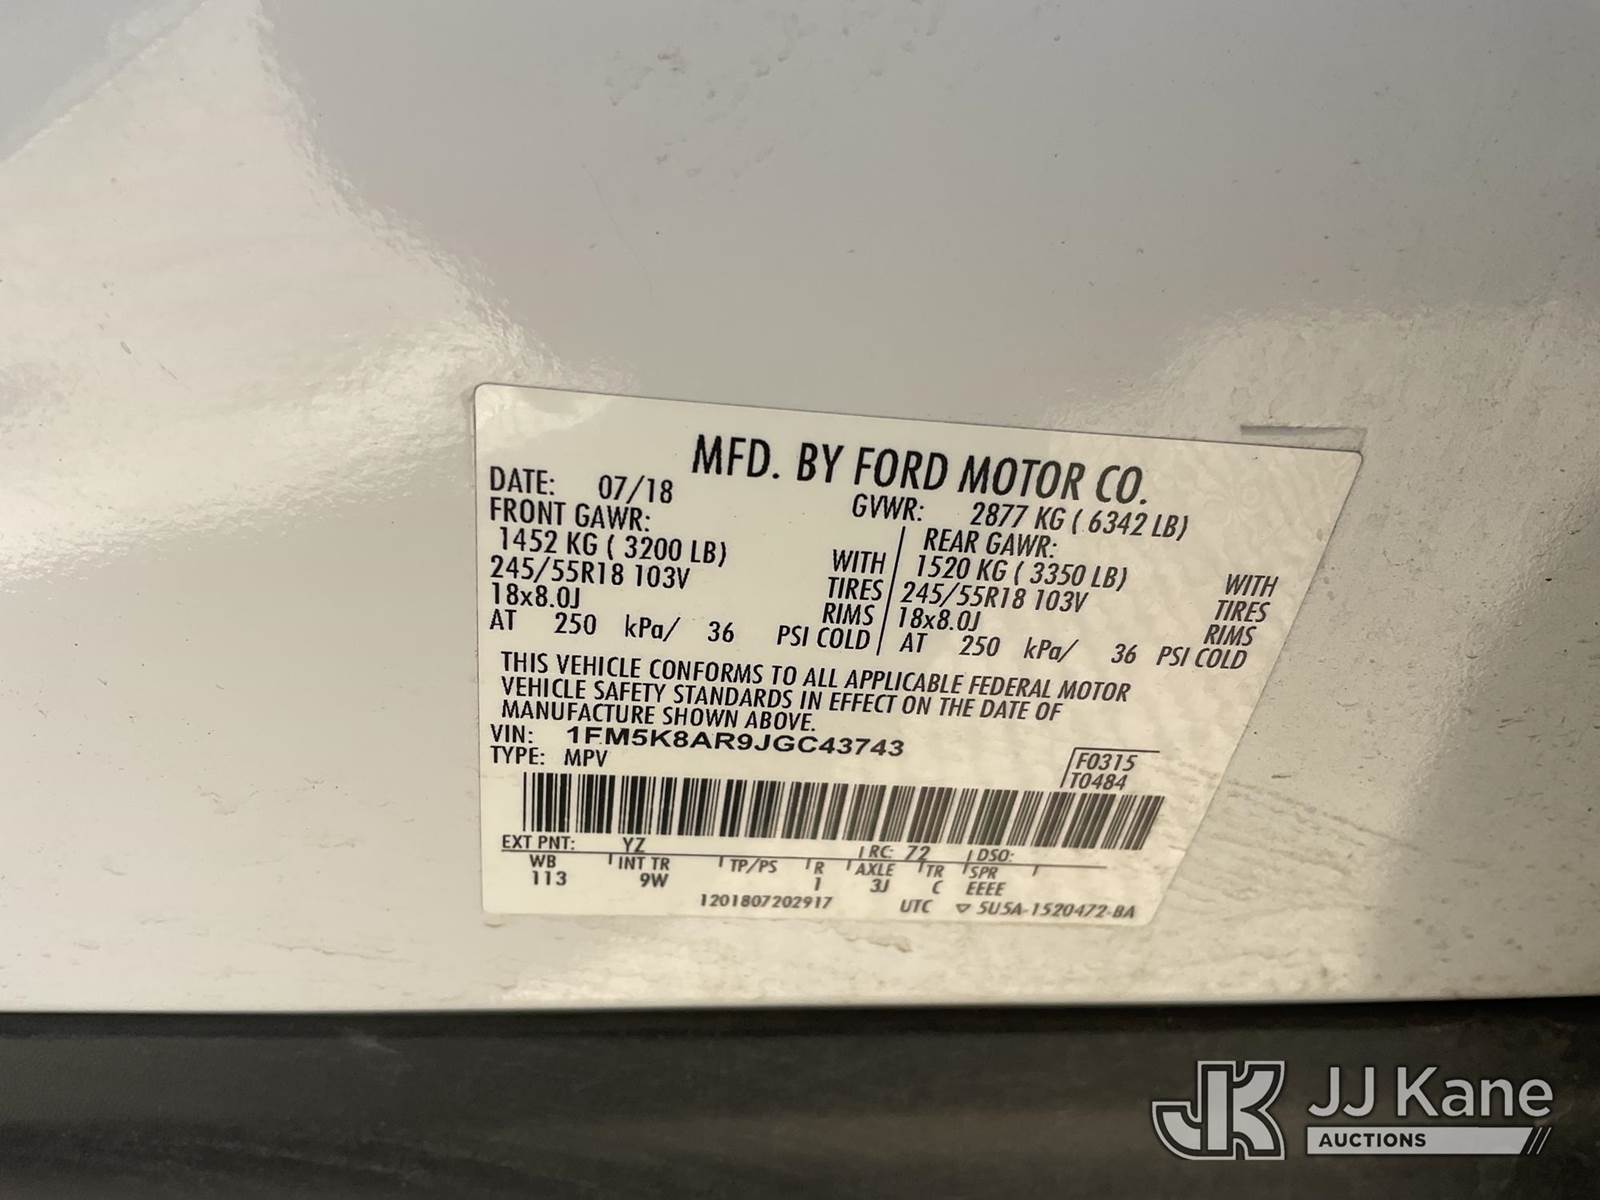 MFD. BY FORD MOTOR CO.
DATE: 07/18 GVWR: 2877 KG ( 6342 LB)
FRONT GAWR: REAR GAWR:
1452 KG ( 3200 LB) WITH 1520 KG ( 3350 LB) WITH
245/55R18 103V TIRES 245/55R18 103V TIRES
18x8.0J RIMS 18x8.0J RIMS
AT 250 kPa/ 36 PSI COLD AT 250 kPa/ 36 PSI COLD
THIS VEHICLE CONFORMS TO ALL APPLICABLE FEDERAL MOTOR
VEHICLE SAFETY STANDARDS IN EFFECT ON THE DATE OF
MANUFACTURE SHOWN ABOVE.
VIN: 1FM5K8AR9JGC43743
TYPE: MPV
F0315
T0484
EXT PNT: YZ RC: 72 DSO:
WB INT TR TP/PS R AXLE TR SPR
113 9W 1 3J C EEEE
1201807202917 UTC ▽ 5U5A-1520472-BA
JK JJ Kane
AUCTIONS